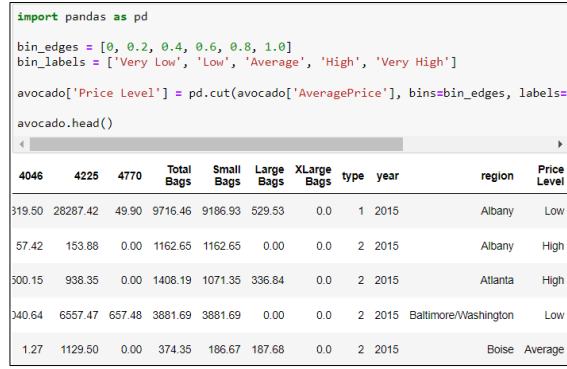 import pandas as pd
bin_edges = [0, 0.2, 0.4, 0.6, 0.8, 1.0]
bin_labels = ['Very Low', 'Low', 'Average', 'High', 'Very High']
avocado['Price Level'] = pd.cut(avocado['AveragePrice'], bins=bin_edges, labels=
avocado.head()
4046 4225 4770 Total Bags Small Bags Large Bags XLarge Bags type year region Price Level
319.50 28287.42 49.90 9716.46 9186.93 529.53 0.0 1 2015 Albany Low
57.42 153.88 0.00 1162.65 1162.65 0.00 0.0 2 2015 Albany High
500.15 938.35 0.00 1408.19 1071.35 336.84 0.0 2 2015 Atlanta High
040.64 6557.47 657.48 3881.69 3881.69 0.00 0.0 2 2015 Baltimore/Washington Low
1.27 1129.50 0.00 374.35 186.67 187.68 0.0 2 2015 Boise Average